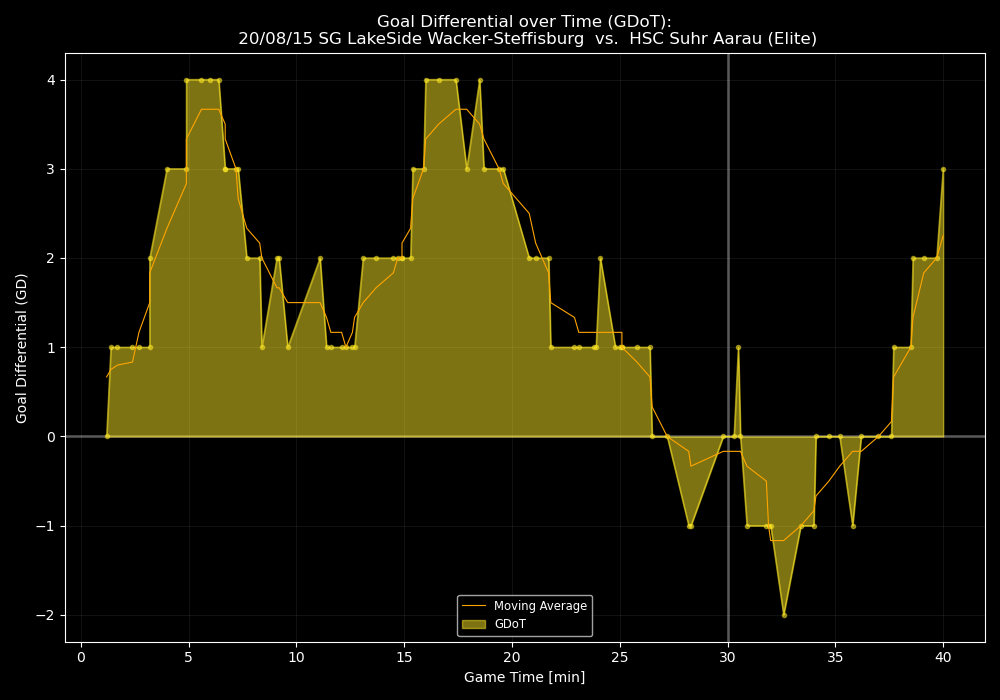 Goal Differential over Time (GDoT):
20/08/15 SG LakeSide Wacker-Steffisburg vs. HSC Suhr Aarau (Elite)
Goal Differential (GD)
4
3
2
1
0
−1
−2
Moving Average
GDoT
0 5 10 15 20 25 30 35 40
Game Time [min]